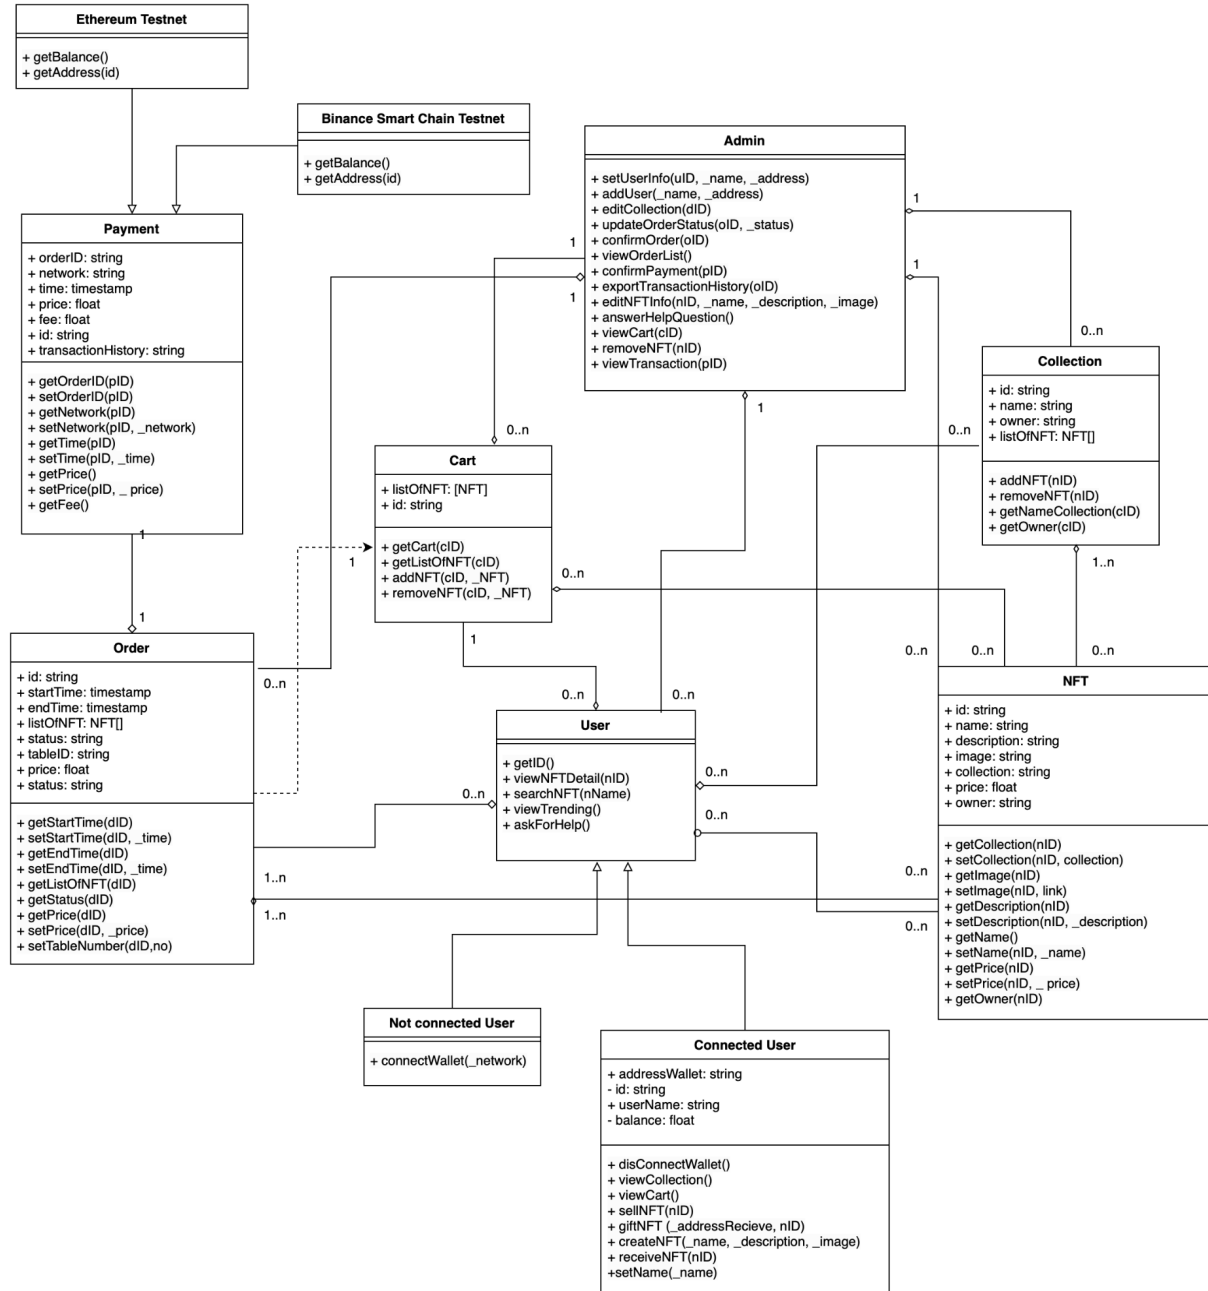 Ethereum Testnet
+ getBalance()
+ getAddress(id)
Binance Smart Chain Testnet
+ getBalance()
+ getAddress(id)
Payment
+ orderID: string
+ network: string
+ time: timestamp
+ price: float
+ fee: float
+ id: string
+ transactionHistory: string
+ getOrderID(pID)
+ setOrderID(pID)
+ getNetwork(pID)
+ setNetwork(pID, _network)
+ getTime(pID)
+ setTime(pID, _time)
+ getPrice()
+ setPrice(pID, _ price)
+ getFee()
1
1
Admin
+ setUserInfo(uID, _name, _address)
+ addUser(_name, _address)
+ editCollection(dID)
+ updateOrderStatus(oID, _status)
+ confirmOrder(oID)
+ viewOrderList()
+ confirmPayment(pID)
+ exportTransactionHistory(oID)
+ editNFTInfo(nID, _name, _description, _image)
+ answerHelpQuestion()
+ viewCart(cID)
+ removeNFT(nID)
+ viewTransaction(pID)
1
1
1
1
1
0..n
Collection
+ id: string
+ name: string
+ owner: string
+ listOfNFT: NFT[]
+ addNFT(nID)
+ removeNFT(nID)
+ getNameCollection(cID)
+ getOwner(cID)
0..n
1..n
0..n
Cart
+ listOfNFT: [NFT]
+ id: string
+ getCart(cID)
+ getListOfNFT(cID)
+ addNFT(cID, _NFT)
+ removeNFT(cID, _NFT)
1
0..n
1
Order
+ id: string
+ startTime: timestamp
+ endTime: timestamp
+ listOfNFT: NFT[]
+ status: string
+ tableID: string
+ price: float
+ status: string
+ getStartTime(dID)
+ setStartTime(dID, _time)
+ getEndTime(dID)
+ setEndTime(dID, _time)
+ getListOfNFT(dID)
+ getStatus(dID)
+ getPrice(dID)
+ setPrice(dID, _price)
+ setTableNumber(dID,no)
0..n
1..n
1..n
0..n
0..n
0..n
User
+ getID()
+ viewNFTDetail(nID)
+ searchNFT(nName)
+ viewTrending()
+ askForHelp()
0..n
0..n
0..n
0..n
0..n
NFT
+ id: string
+ name: string
+ description: string
+ image: string
+ collection: string
+ price: float
+ owner: string
+ getCollection(nID)
+ setCollection(nID, collection)
+ getImage(nID)
+ setImage(nID, link)
+ getDescription(nID)
+ setDescription(nID, _description)
+ getName()
+ setName(nID, _name)
+ getPrice(nID)
+ setPrice(nID, _ price)
+ getOwner(nID)
0..n
0..n
Not connected User
+ connectWallet(_network)
Connected User
+ addressWallet: string
- id: string
+ userName: string
- balance: float
+ disConnectWallet()
+ viewCollection()
+ viewCart()
+ sellNFT(nID)
+ giftNFT (_addressRecieve, nID)
+ createNFT(_name, _description, _image)
+ receiveNFT(nID)
+setName(_name)